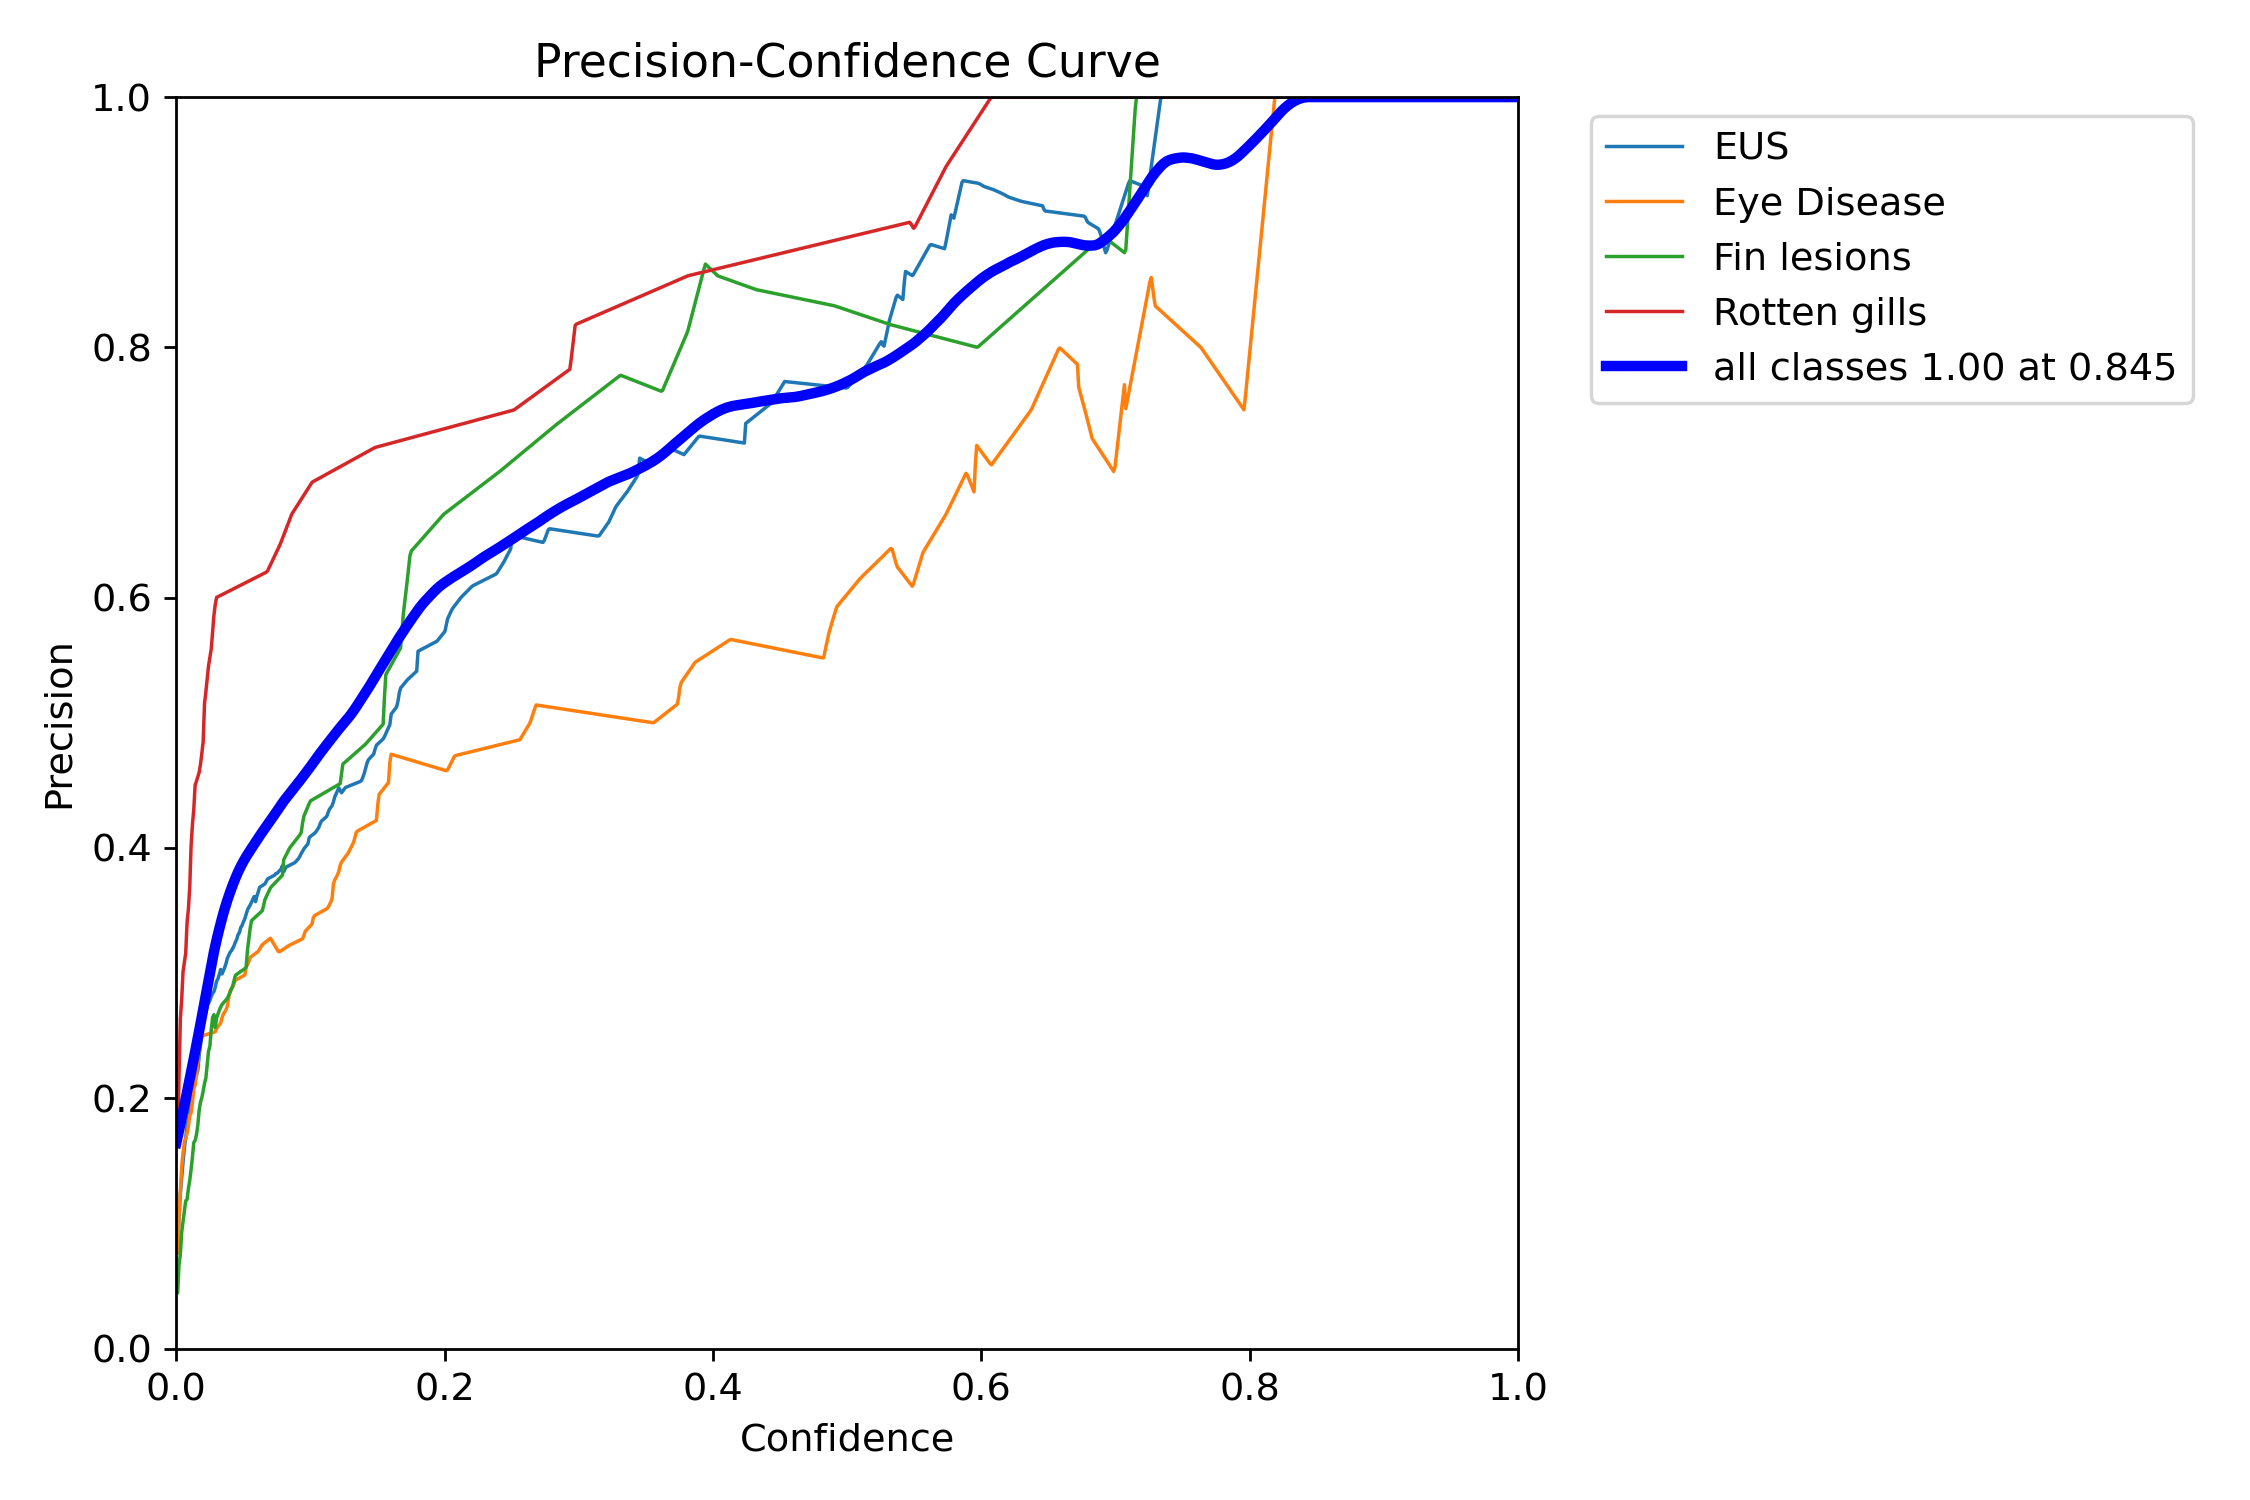 Precision-Confidence Curve
1.0
0.8
0.6
0.4
0.2
0.0
Precision
0.0 0.2 0.4 0.6 0.8 1.0
Confidence
EUS
Eye Disease
Fin lesions
Rotten gills
all classes 1.00 at 0.845